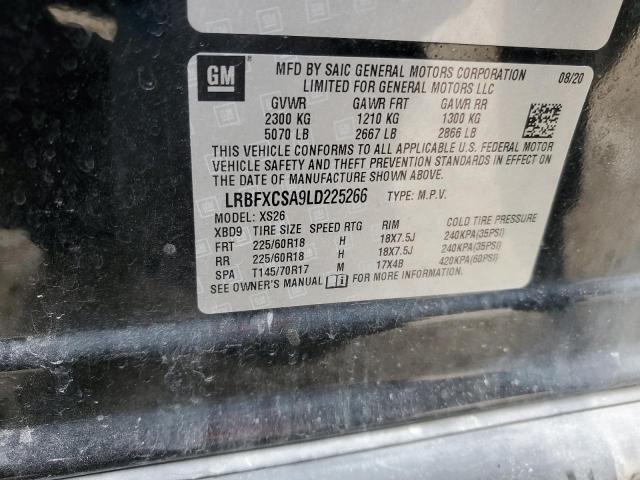 GM
MFD BY SAIC GENERAL MOTORS CORPORATION 08/20
LIMITED FOR GENERAL MOTORS LLC
GVWR GAWR FRT GAWR RR
2300 KG 1210 KG 1300 KG
5070 LB 2667 LB 2866 LB
THIS VEHICLE CONFORMS TO ALL APPLICABLE U.S. FEDERAL MOTOR
VEHICLE SAFETY AND THEFT PREVENTION STANDARDS IN EFFECT ON
THE DATE OF MANUFACTURE SHOWN ABOVE.
LRBFXCSA9LD225266 TYPE: M.P.V.
MODEL: XS26
XBD9 TIRE SIZE SPEED RTG RIM COLD TIRE PRESSURE
FRT 225/60R18 H 18X7.5J 240KPA(35PSI)
RR 225/60R18 H 18X7.5J 240KPA(35PSI)
SPA T145/70R17 M 17X4B 420KPA(60PSI)
SEE OWNER'S MANUAL FOR MORE INFORMATION.